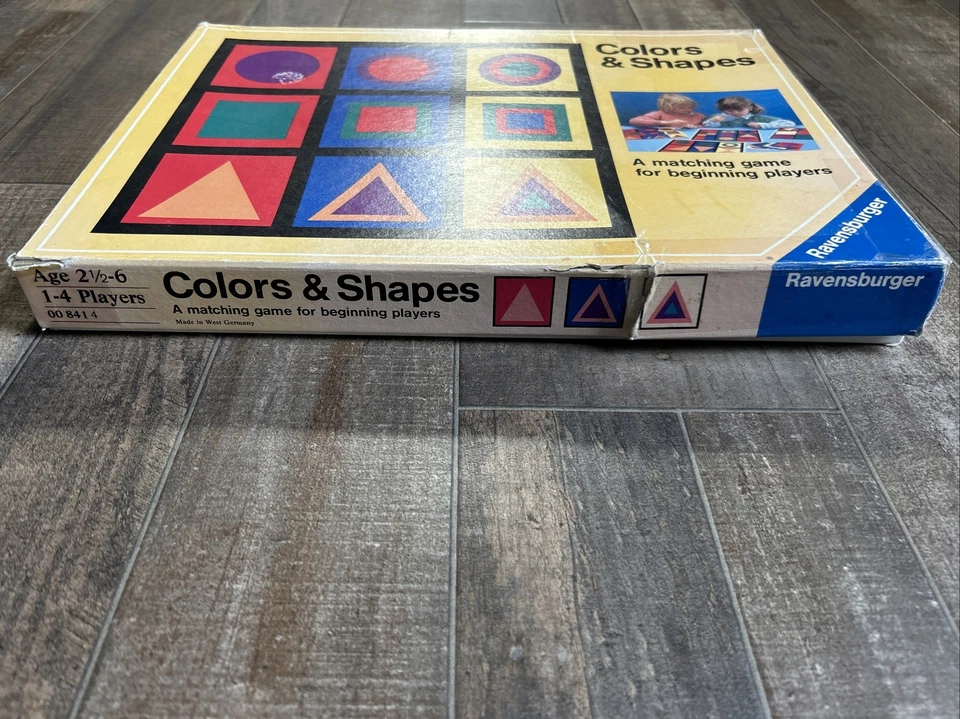 Colors
& Shapes
A matching game
for beginning players
Ravensburger
Age 2½-6
1-4 Players
00 841 4
Colors & Shapes
A matching game for beginning players
Made in West Germany
Ravensburger